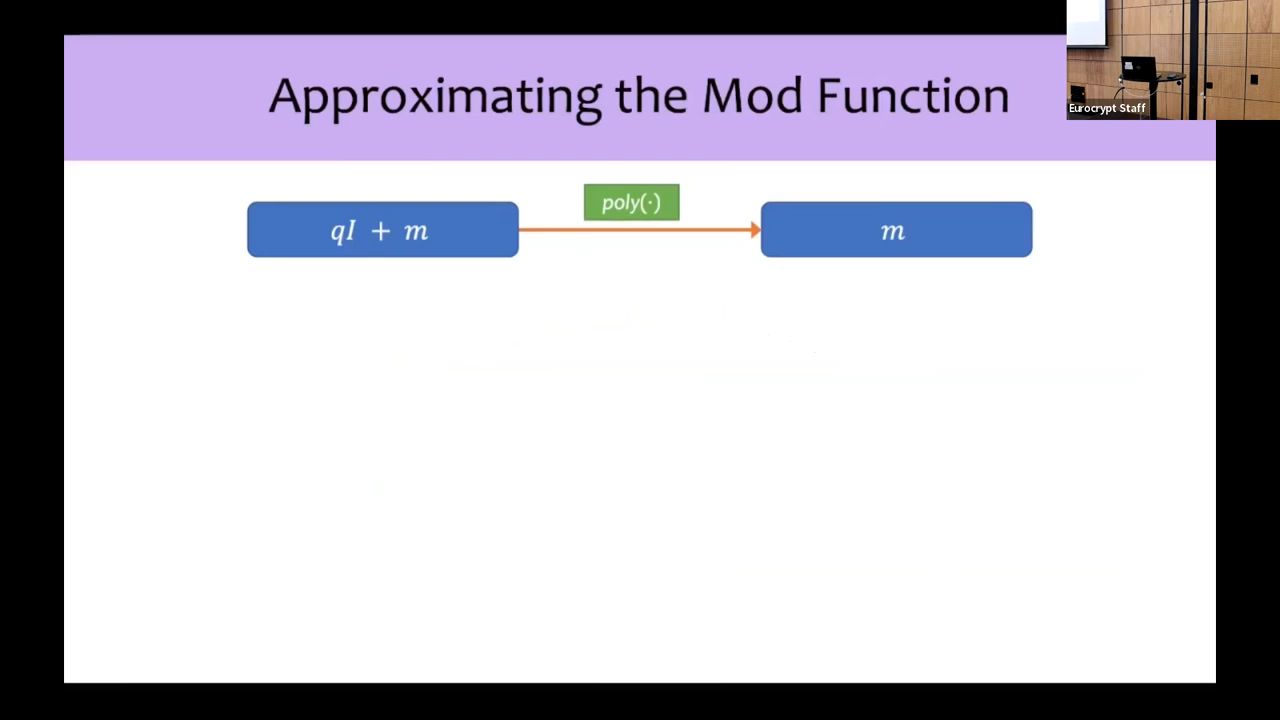 Approximating the Mod Function
Eurocrypt Staff
poly(·)
qI + m
m